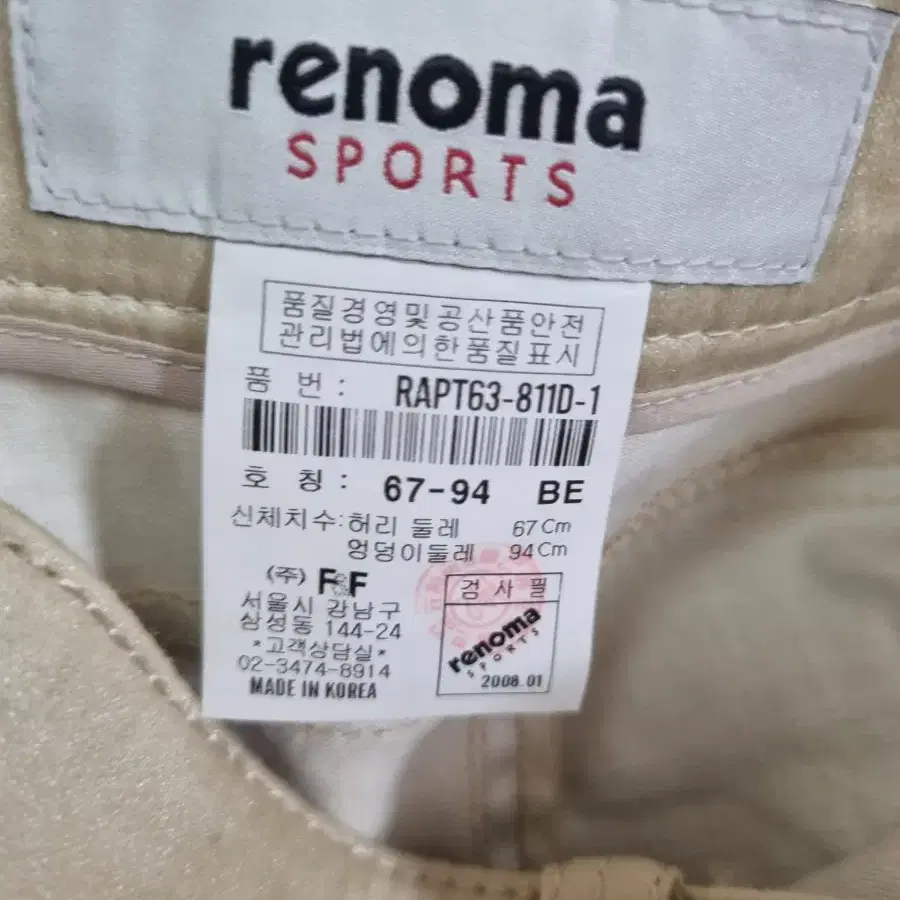 renoma
SPORTS
품질경영및공산품안전
관리법에의한품질표시
품 번 : RAPT63-811D-1
호 칭 : 67-94 BE
신체치수:허리 둘레 67Cm
엉덩이둘레 94Cm
(주) F&F
서울시 강남구
삼성동 144-24
*고객상담실*
02-3474-8914
MADE IN KOREA
검 사 필
renoma
SPORTS
2008.01